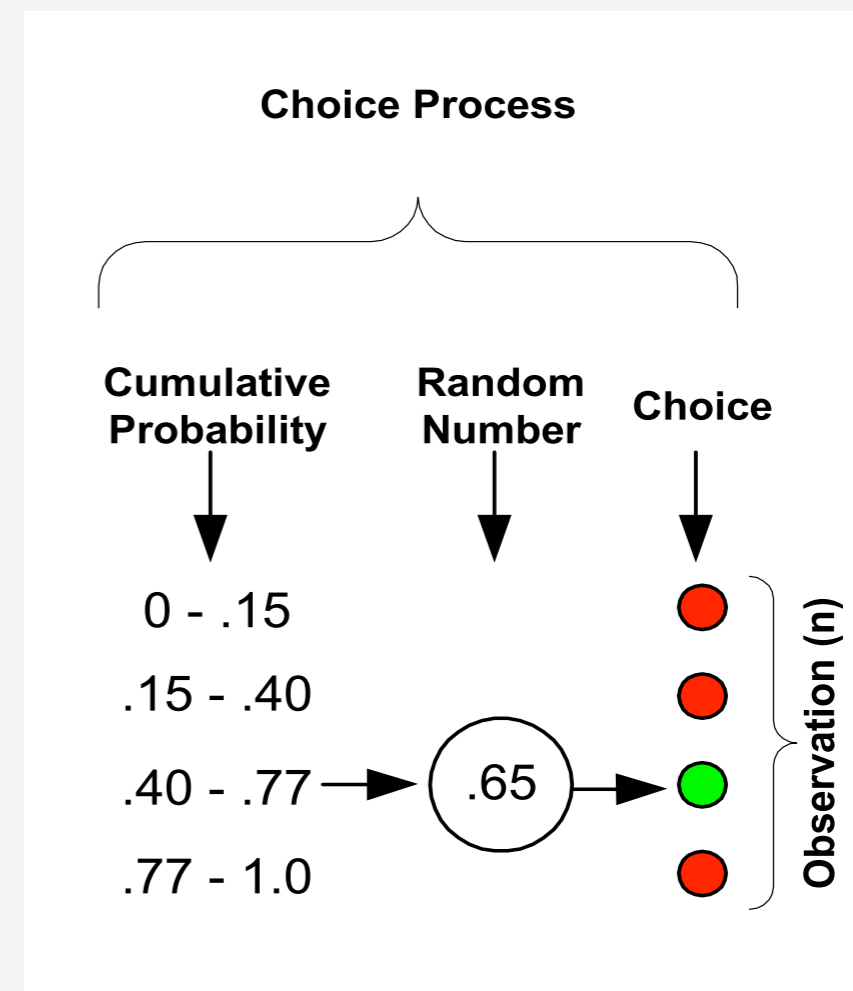 Choice Process
Cumulative
Probability
Random
Number
Choice
0 - .15
.15 - .40
.40 - .77
.65
.77 - 1.0
Observation (n)